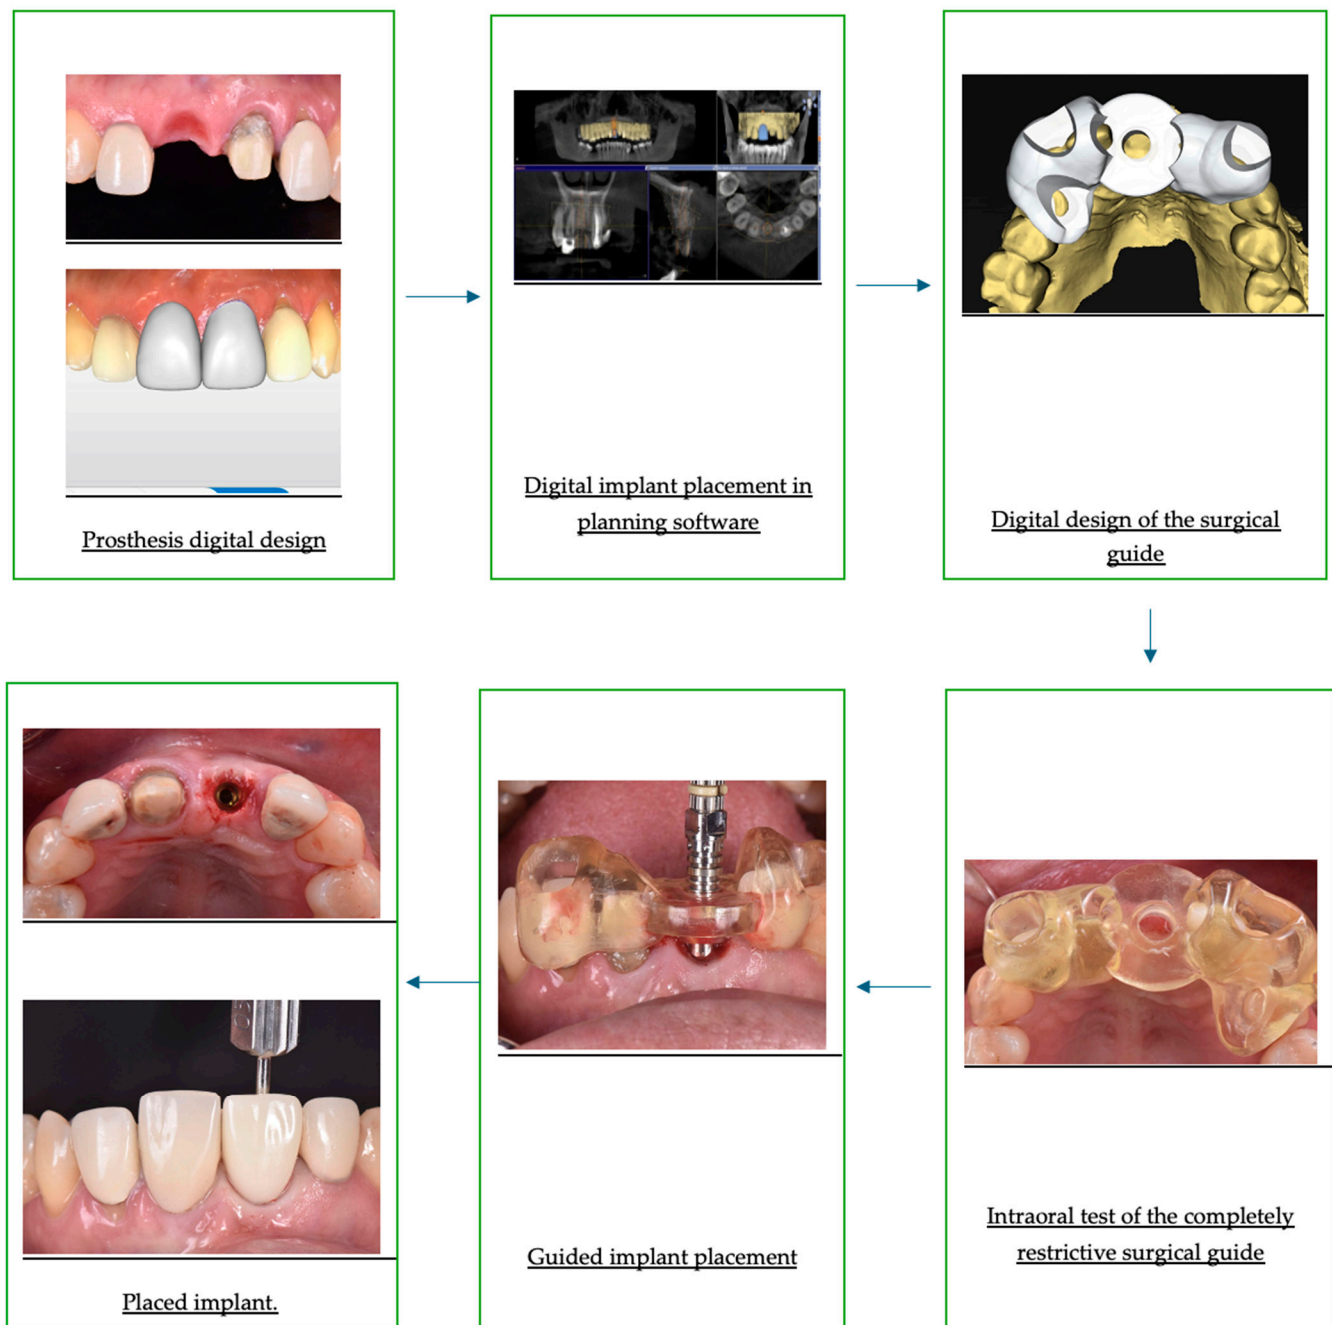 Prosthesis digital design
Digital implant placement in
planning software
Digital design of the surgical
guide
Intraoral test of the completely
restrictive surgical guide
Guided implant placement
Placed implant.